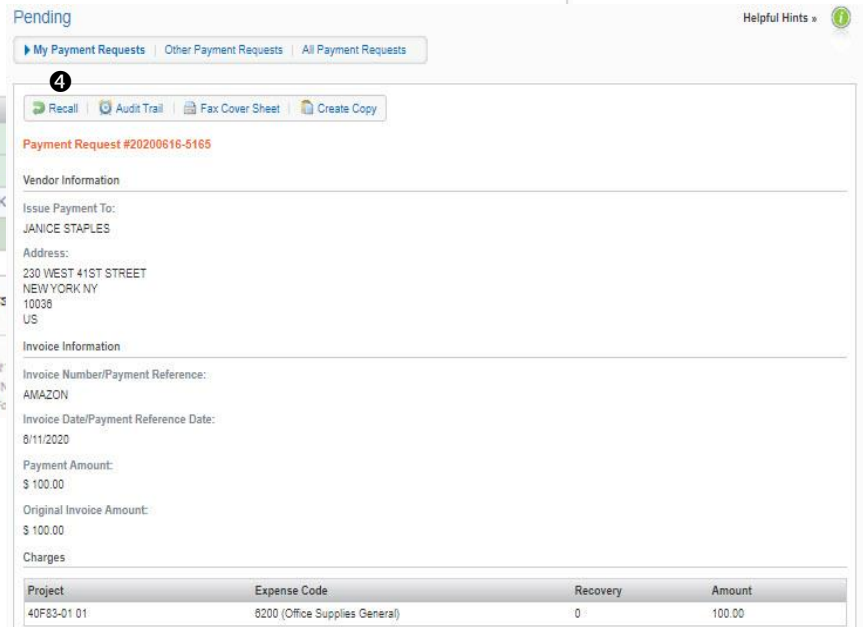 Pending
Helpful Hints »
My Payment Requests | Other Payment Requests | All Payment Requests
❹
Recall | Audit Trail | Fax Cover Sheet | Create Copy
Payment Request #20200616-5165
Vendor Information
Issue Payment To:
JANICE STAPLES
Address:
230 WEST 41ST STREET
NEW YORK NY
10036
US
Invoice Information
Invoice Number/Payment Reference:
AMAZON
Invoice Date/Payment Reference Date:
6/11/2020
Payment Amount:
$ 100.00
Original Invoice Amount:
$ 100.00
Charges
Project Expense Code Recovery Amount
40F83-01 01 6200 (Office Supplies General) 0 100.00